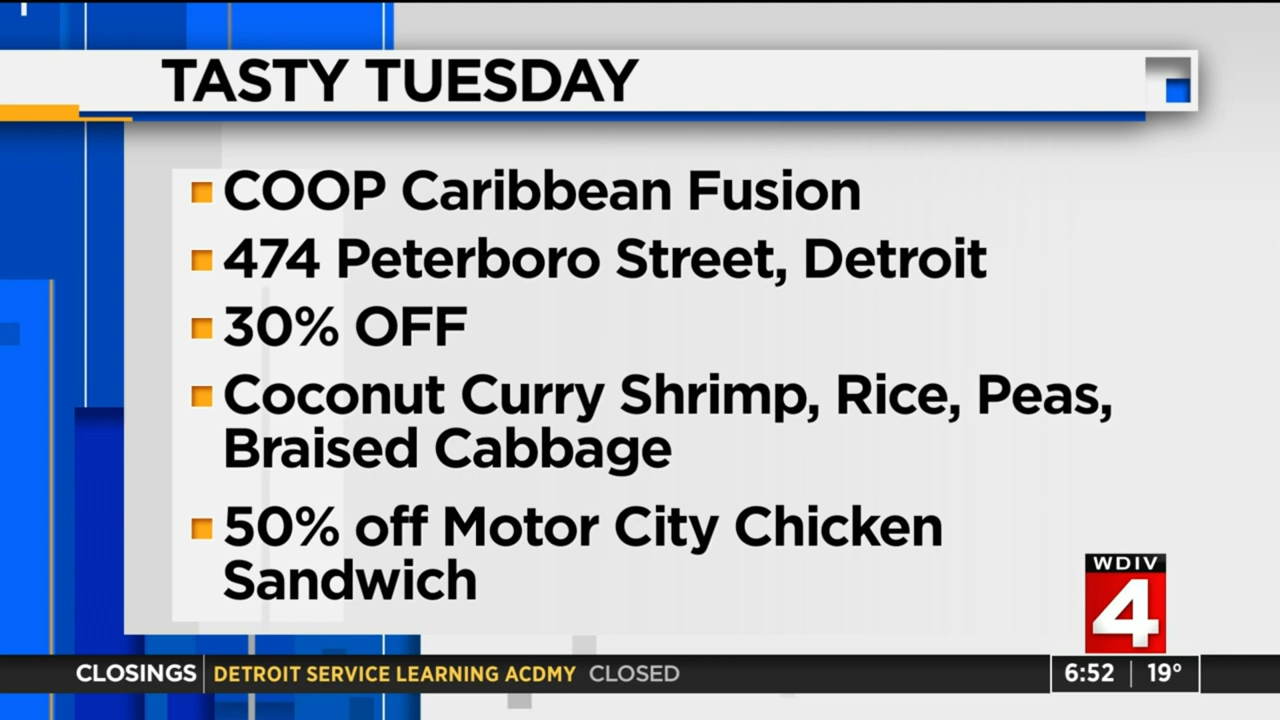 TASTY TUESDAY
COOP Caribbean Fusion
474 Peterboro Street, Detroit
30% OFF
Coconut Curry Shrimp, Rice, Peas,
Braised Cabbage
50% off Motor City Chicken
Sandwich
WDIV
4
CLOSINGS DETROIT SERVICE LEARNING ACDMY CLOSED 6:52 19°